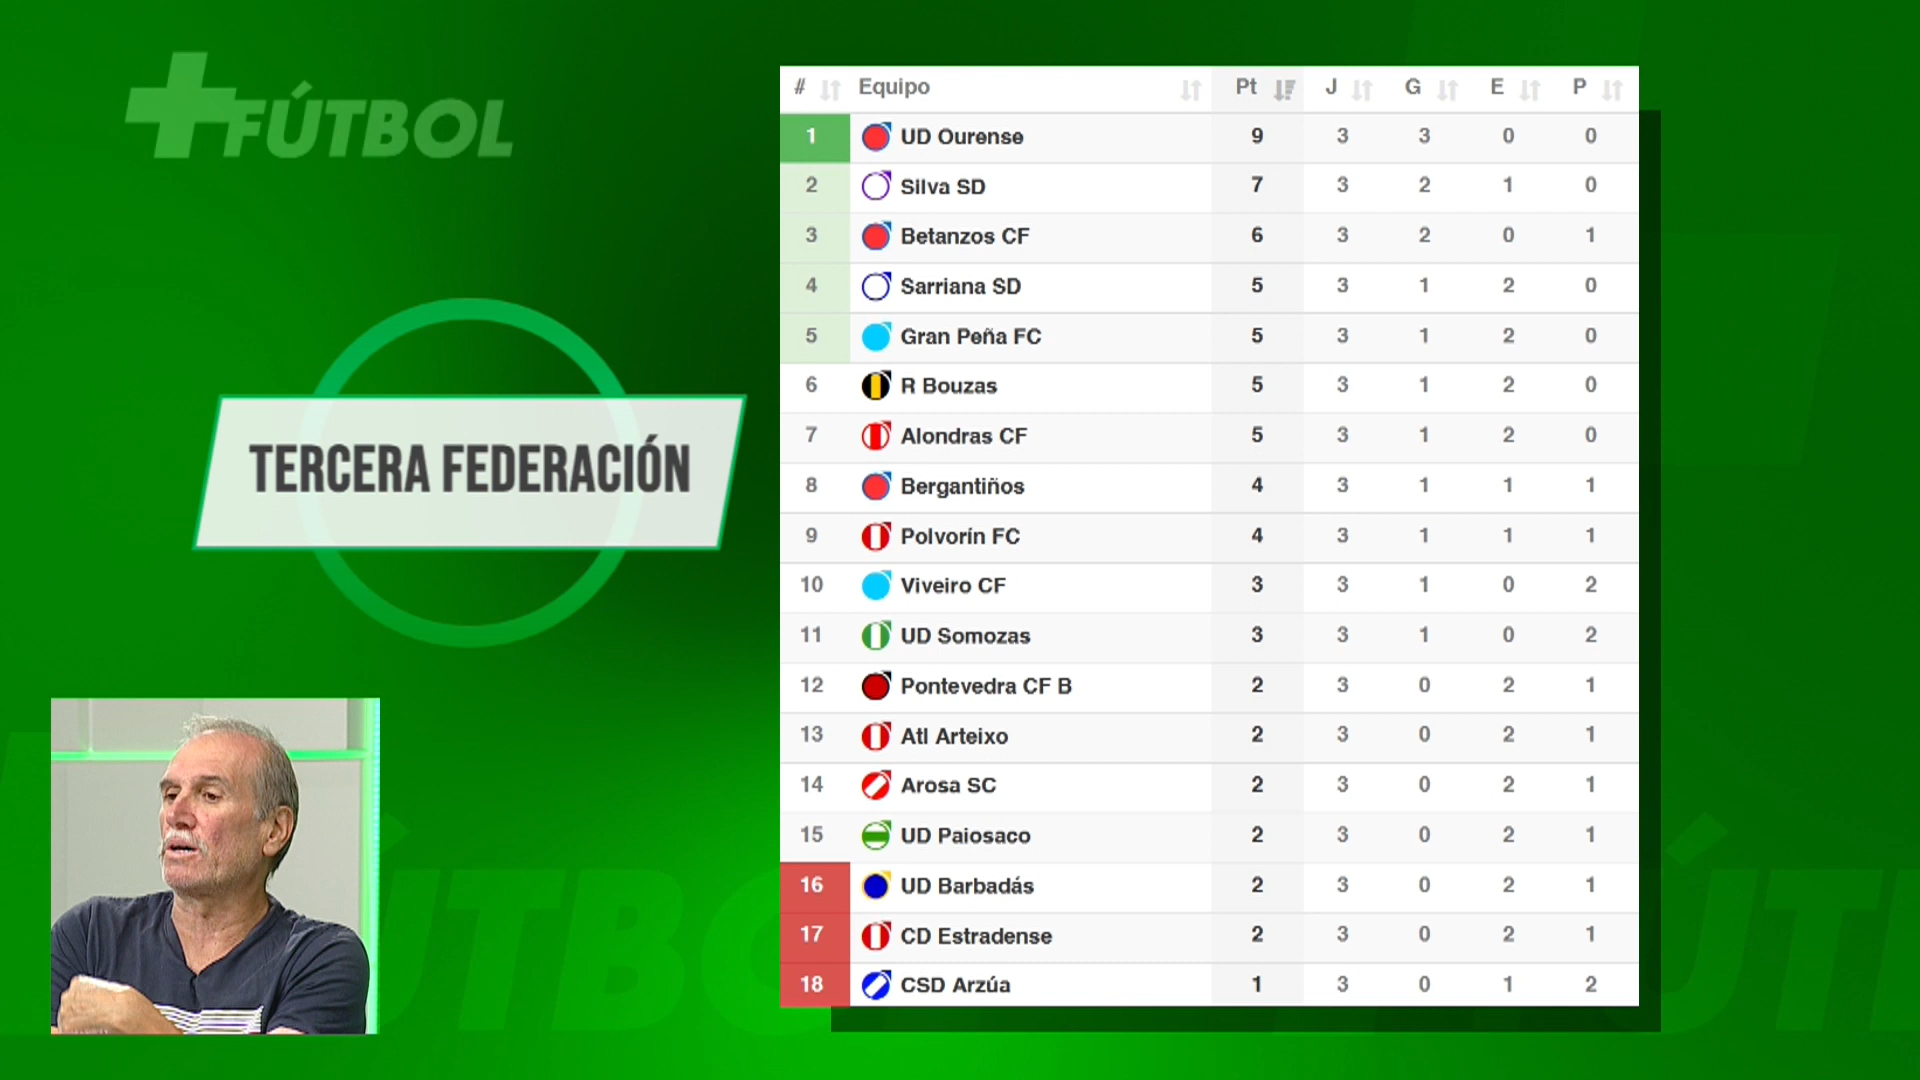 +FÚTBOL
TERCERA FEDERACIÓN
# Equipo Pt J G E P
1 UD Ourense 9 3 3 0 0
2 Silva SD 7 3 2 1 0
3 Betanzos CF 6 3 2 0 1
4 Sarriana SD 5 3 1 2 0
5 Gran Peña FC 5 3 1 2 0
6 R Bouzas 5 3 1 2 0
7 Alondras CF 5 3 1 2 0
8 Bergantiños 4 3 1 1 1
9 Polvorín FC 4 3 1 1 1
10 Viveiro CF 3 3 1 0 2
11 UD Somozas 3 3 1 0 2
12 Pontevedra CF B 2 3 0 2 1
13 Atl Arteixo 2 3 0 2 1
14 Arosa SC 2 3 0 2 1
15 UD Paiosaco 2 3 0 2 1
16 UD Barbadás 2 3 0 2 1
17 CD Estradense 2 3 0 2 1
18 CSD Arzúa 1 3 0 1 2